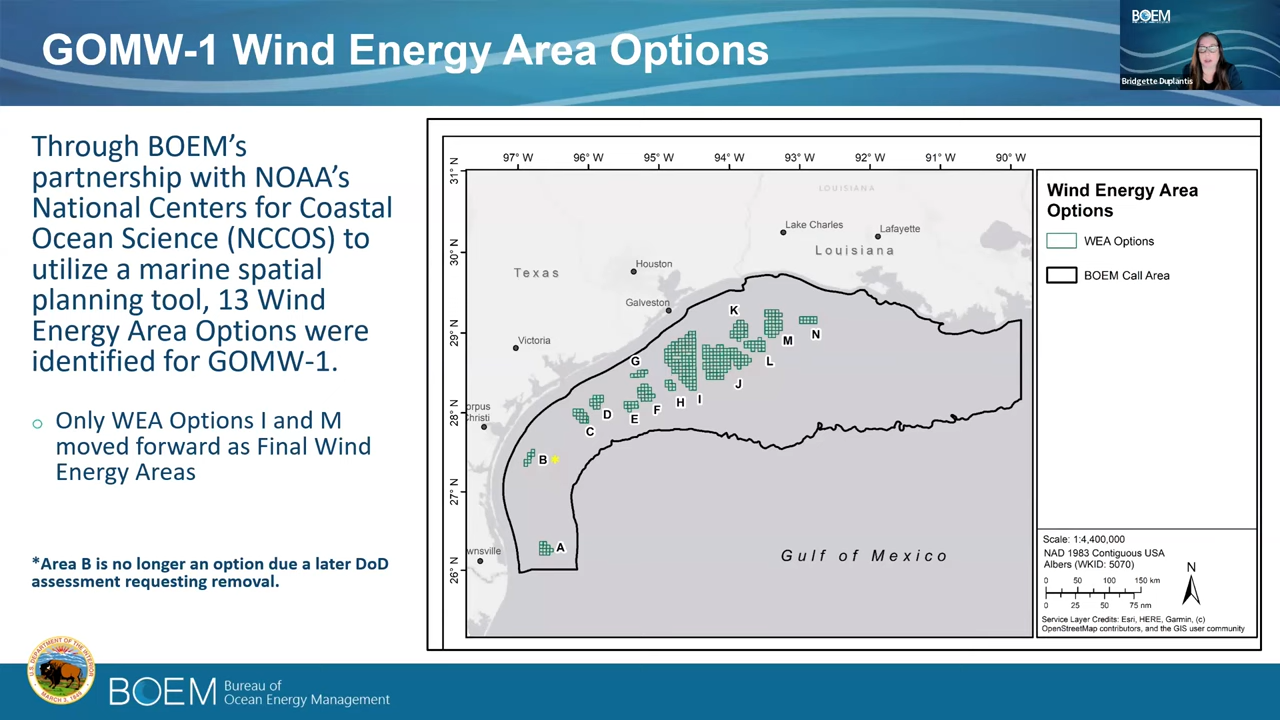 GOMW-1 Wind Energy Area Options
BOEM
Bridgette Duplantis
Through BOEM's
partnership with NOAA's
National Centers for Coastal
Ocean Science (NCCOS) to
utilize a marine spatial
planning tool, 13 Wind
Energy Area Options were
identified for GOMW-1.
Only WEA Options I and M
moved forward as Final Wind
Energy Areas
*Area B is no longer an option due a later DoD
assessment requesting removal.
97° W 96° W 95° W 94° W 93° W 92° W 91° W 90° W
31° N
30° N
29° N
28° N
27° N
26° N
LOUISIANA
Lake Charles
Lafayette
Louisiana
Houston
Texas
Galveston
Victoria
orpus
Christi
wnsville
K
M
N
G
L
J
I
H
F
E
D
C
B
A
Gulf of Mexico
Wind Energy Area
Options
WEA Options
BOEM Call Area
Scale: 1:4,400,000
NAD 1983 Contiguous USA
Albers (WKID: 5070)
0 50 100 150 km
0 25 50 75 nm
N
Service Layer Credits: Esri, HERE, Garmin, (c)
OpenStreetMap contributors, and the GIS user community
U.S. DEPARTMENT OF THE INTERIOR
MARCH 3, 1849
BOEM
Bureau of
Ocean Energy Management